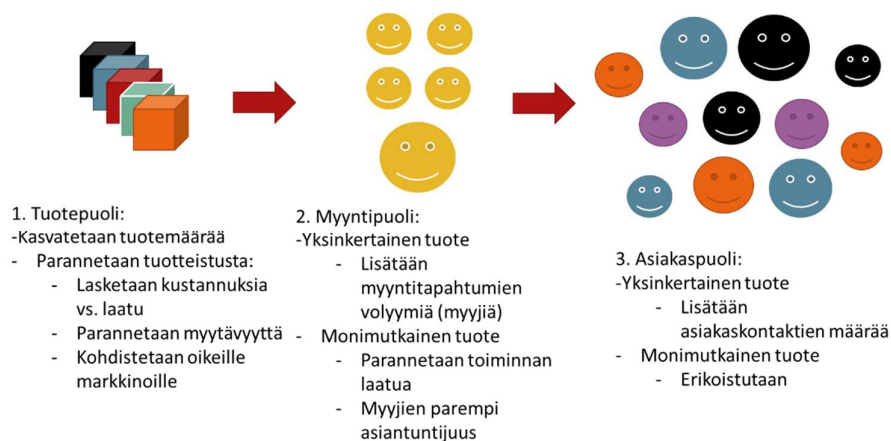 1. Tuotepuoli:
-Kasvatetaan tuotemäärää
- Parannetaan tuotteistusta:
- Lasketaan kustannuksia
vs. laatu
- Parannetaan myytävyyttä
- Kohdistetaan oikeille
markkinoille
2. Myyntipuoli:
-Yksinkertainen tuote
- Lisätään
myyntitapahtumien
volyymiä (myyjiä)
- Monimutkainen tuote
- Parannetaan toiminnan
laatua
- Myyjien parempi
asiantuntijuus
3. Asiakaspuoli:
-Yksinkertainen tuote
- Lisätään
asiakaskontaktien määrää
- Monimutkainen tuote
- Erikoistutaan